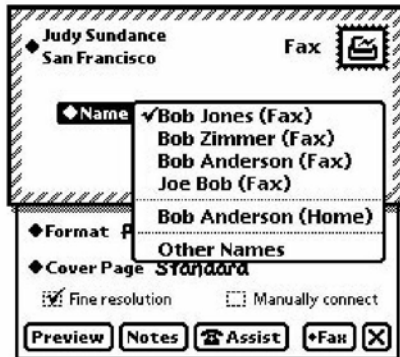 Judy Sundance
San Francisco
Fax
Name
Bob Jones (Fax)
Bob Zimmer (Fax)
Bob Anderson (Fax)
Joe Bob (Fax)
Bob Anderson (Home)
Other Names
Format
Cover Page Standard
Fine resolution Manually connect
Preview Notes Assist +Fax X